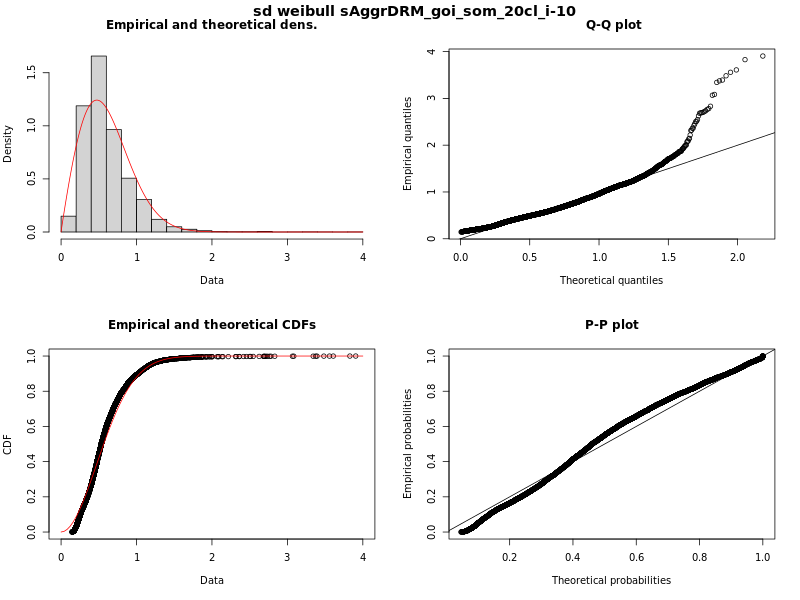 sd weibull sAggrDRM_goi_som_20cl_i-10
Empirical and theoretical dens.
Density
0.0 0.5 1.0 1.5
0 1 2 3 4
Data
Q-Q plot
Empirical quantiles
0 1 2 3 4
0.0 0.5 1.0 1.5 2.0
Theoretical quantiles
Empirical and theoretical CDFs
CDF
0.0 0.2 0.4 0.6 0.8 1.0
0 1 2 3 4
Data
P-P plot
Empirical probabilities
0.0 0.2 0.4 0.6 0.8 1.0
0.2 0.4 0.6 0.8 1.0
Theoretical probabilities